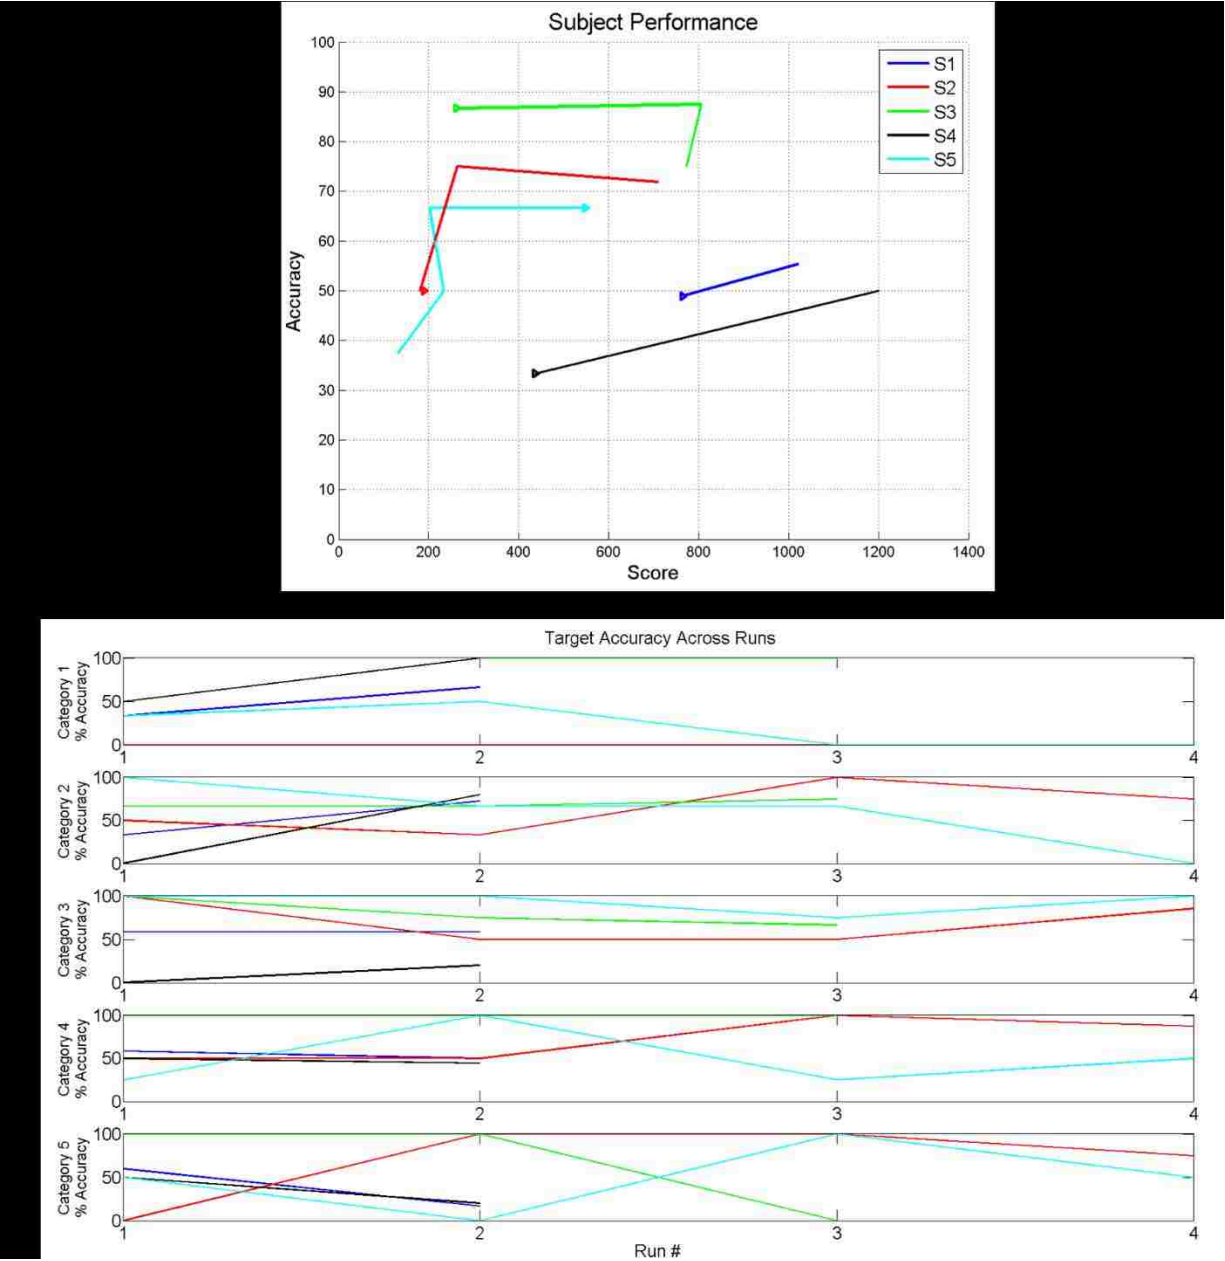 Subject Performance
100
90
80
70
60
50
40
30
20
10
0
Accuracy
S1
S2
S3
S4
S5
0 200 400 600 800 1000 1200 1400
Score
Target Accuracy Across Runs
Category 1
% Accuracy
100
50
0
1 2 3 4
Category 2
% Accuracy
100
50
0
1 2 3 4
Category 3
% Accuracy
100
50
0
1 2 3 4
Category 4
% Accuracy
100
50
0
1 2 3 4
Category 5
% Accuracy
100
50
0
1 2 3 4
Run #